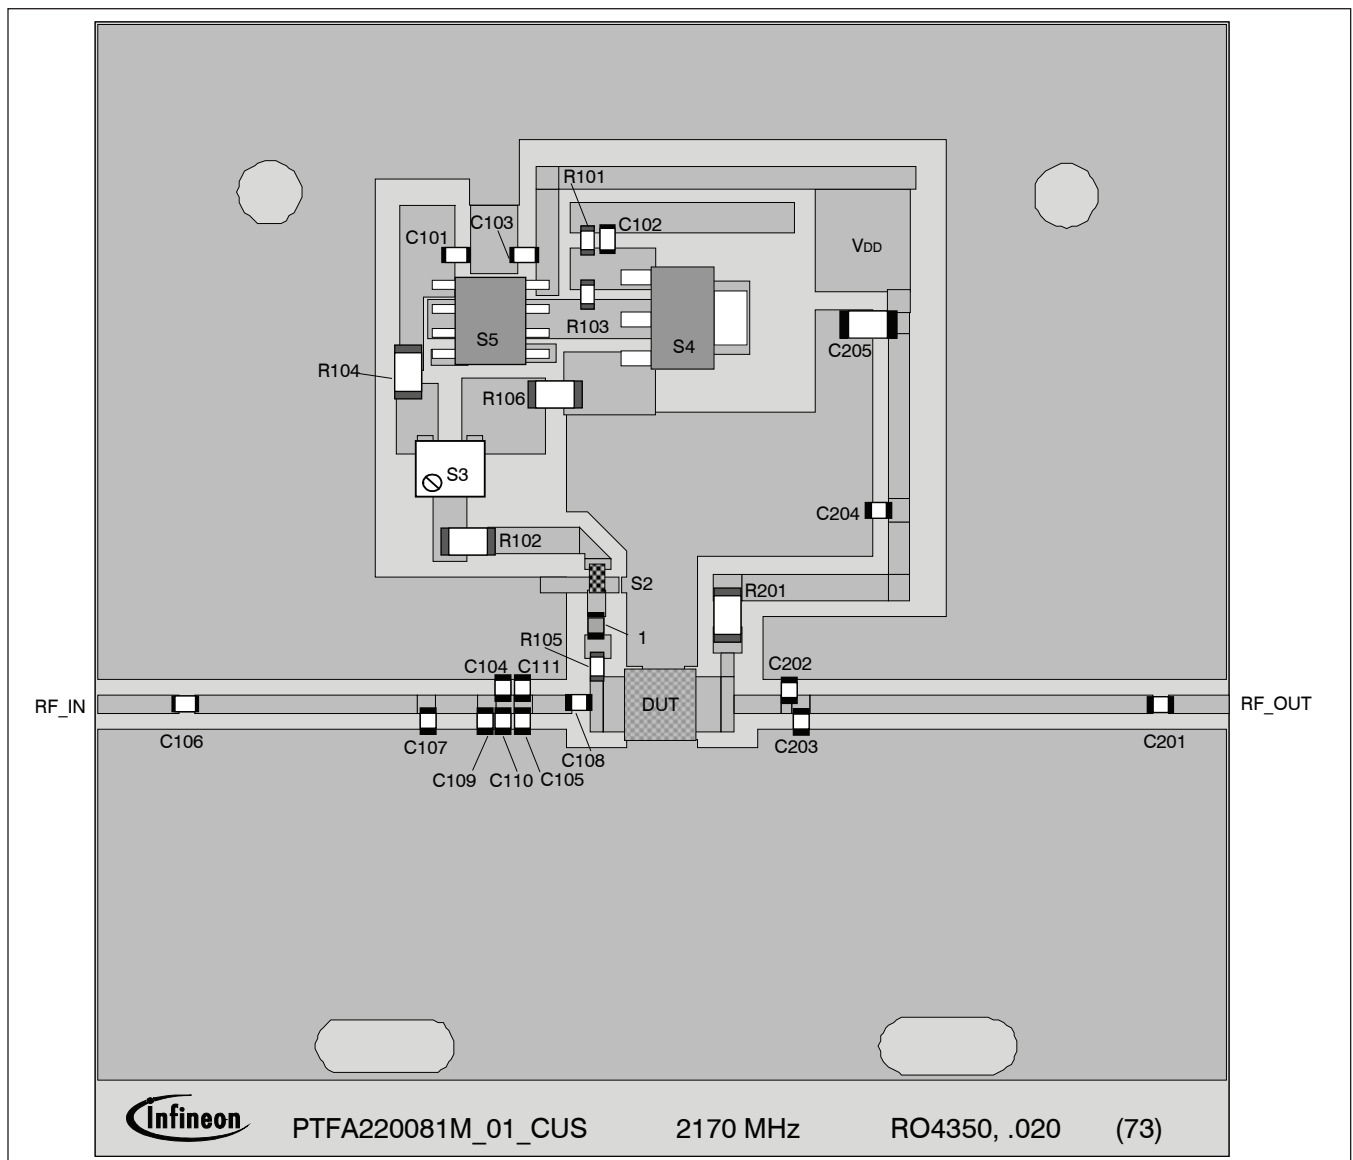 R101
C103
C102
C101
VDD
R103
S5
S4
C205
R104
R106
S3
C204
R102
S2
R201
1
R105
C104
C111
C202
RF_IN
DUT
RF_OUT
C106
C107
C108
C203
C201
C109
C110
C105
Infineon
PTFA220081M_01_CUS
2170 MHz
RO4350, .020
(73)